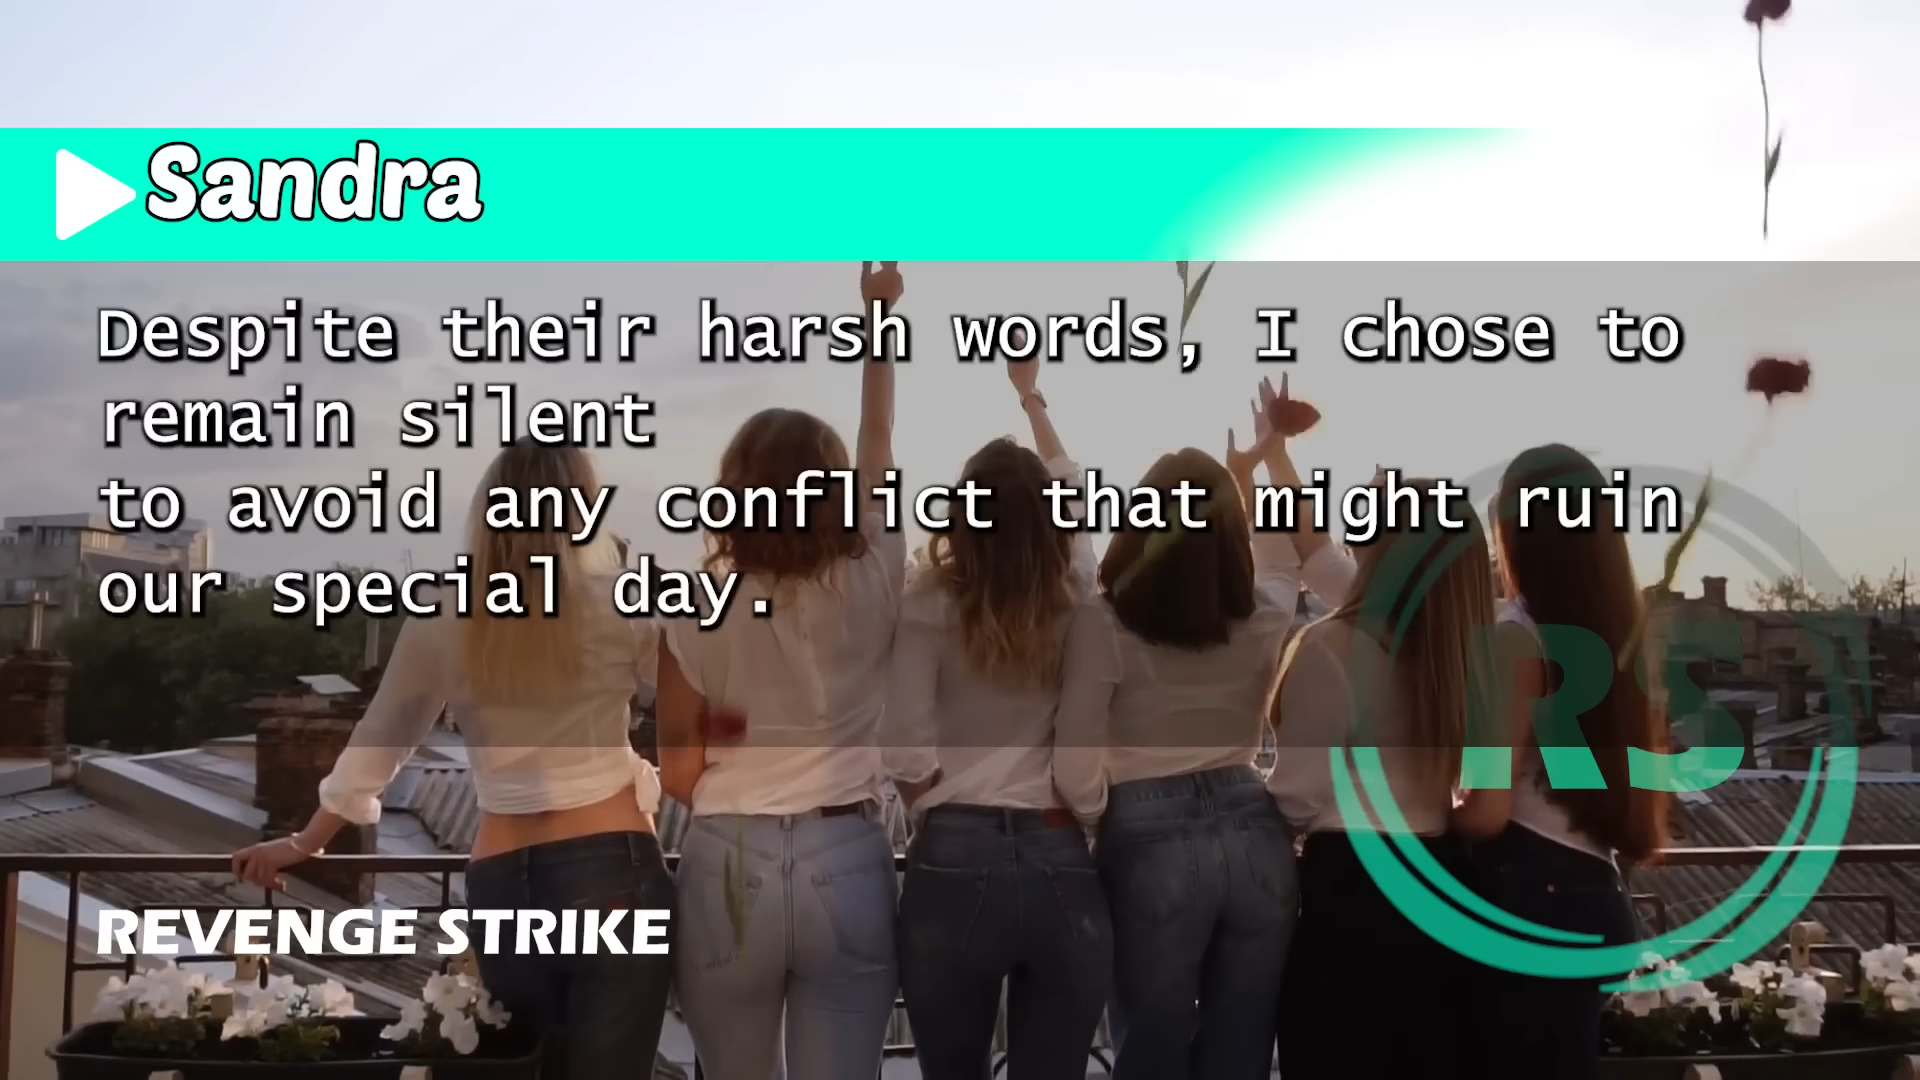 Sandra
Despite their harsh words, I chose to
remain silent
to avoid any conflict that might ruin
our special day.
RS
REVENGE STRIKE